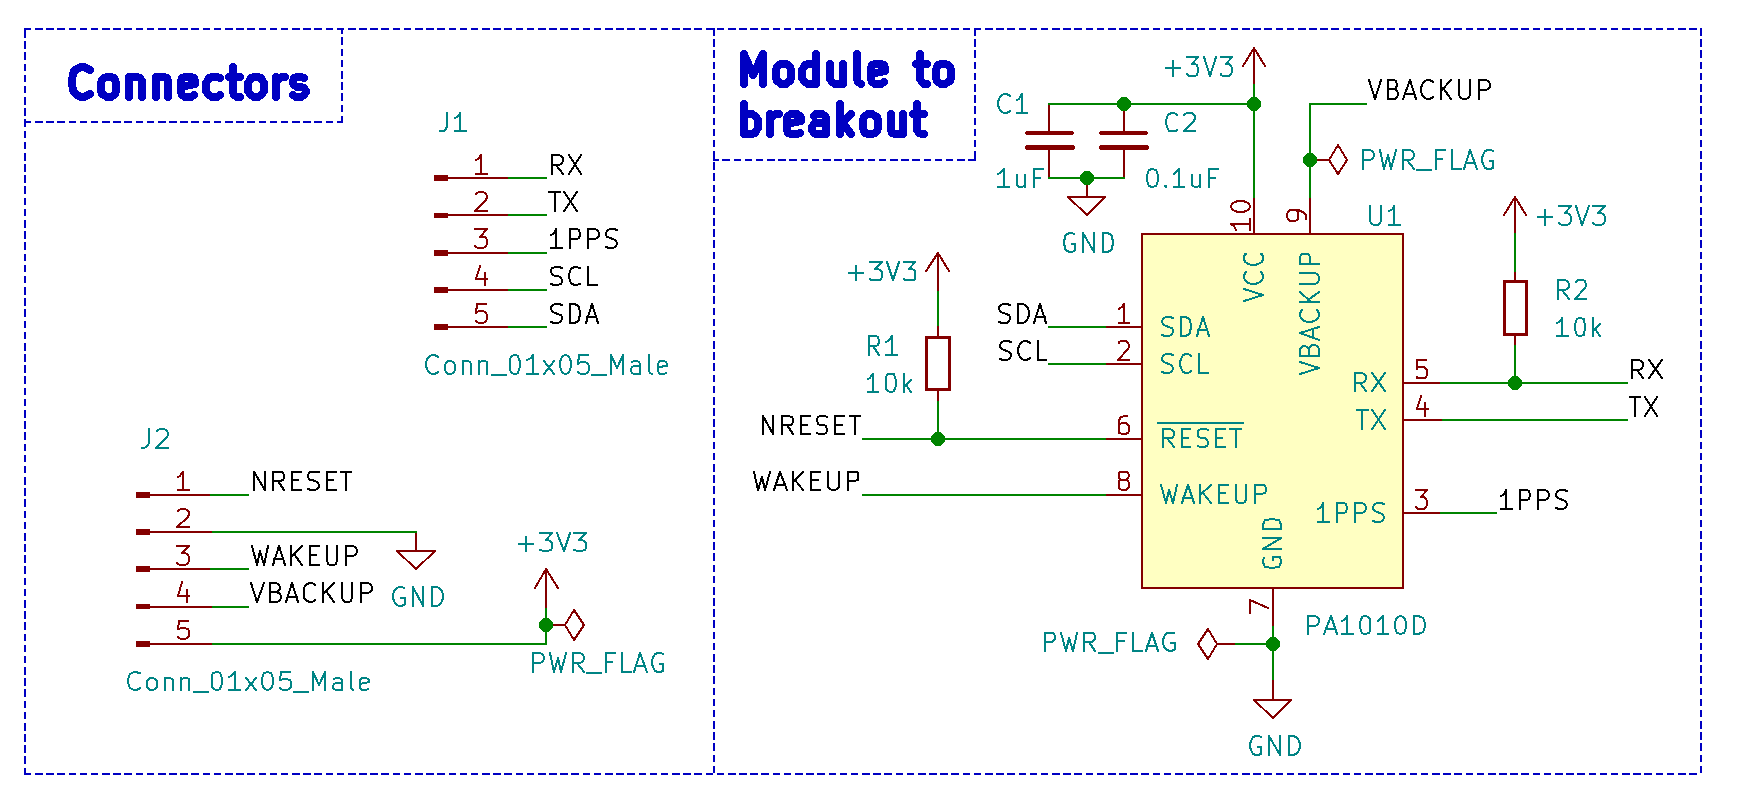 Connectors
J1
1 RX
2 TX
3 1PPS
4 SCL
5 SDA
Conn_01x05_Male
J2
1 NRESET
2
GND
3 WAKEUP
4 VBACKUP
5
+3V3
PWR_FLAG
Conn_01x05_Male
Module to
breakout
+3V3
C1
1uF
C2
0.1uF
GND
VBACKUP
PWR_FLAG
U1
10
9
VCC
VBACKUP
+3V3
R2
10k
+3V3
R1
10k
SDA 1 SDA
SCL 2 SCL
NRESET 6 RESET
WAKEUP 8 WAKEUP
RX 5 RX
TX 4 TX
1PPS 3 1PPS
GND
7
PA1010D
PWR_FLAG
GND